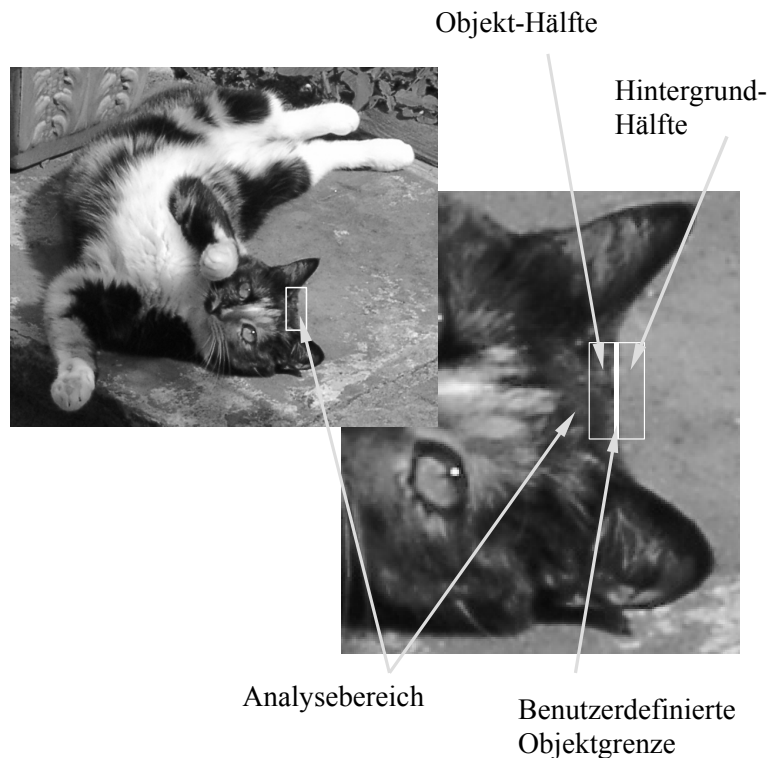 Objekt-Hälfte
Hintergrund-
Hälfte
Analysebereich
Benutzerdefinierte
Objektgrenze